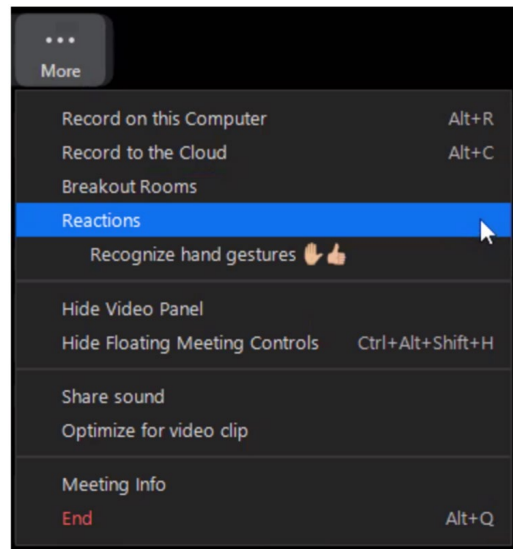 More
Record on this Computer Alt+R
Record to the Cloud Alt+C
Breakout Rooms
Reactions
Recognize hand gestures ✋👍
Hide Video Panel
Hide Floating Meeting Controls Ctrl+Alt+Shift+H
Share sound
Optimize for video clip
Meeting Info
End Alt+Q